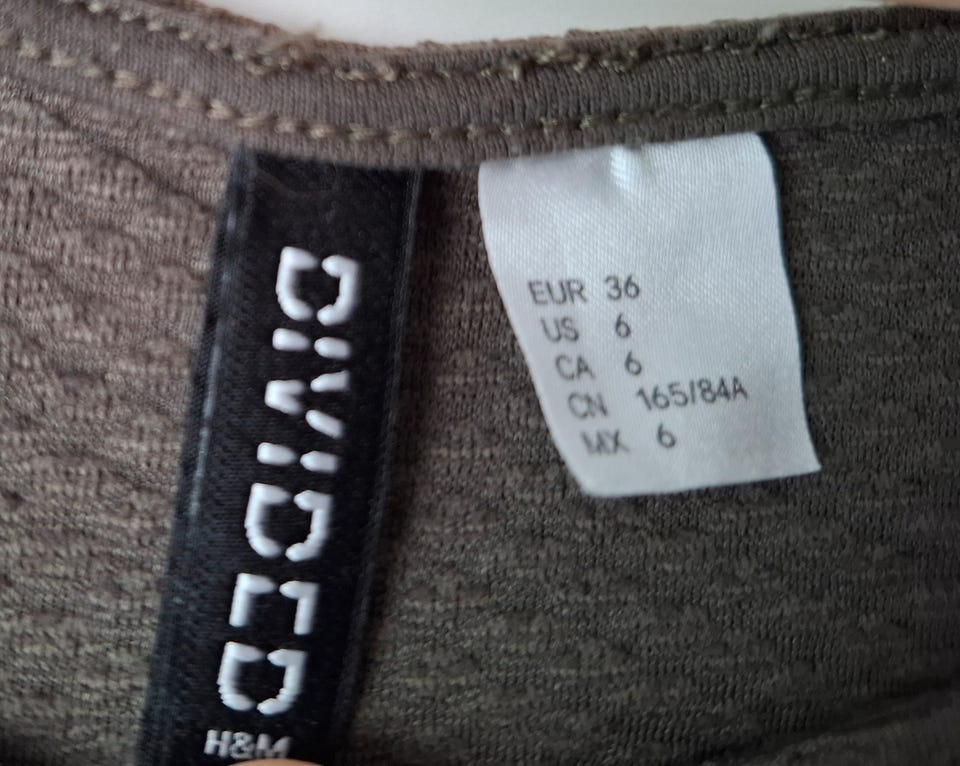 DIVIDED
H&M
EUR 36
US 6
CA 6
CN 165/84A
MX 6